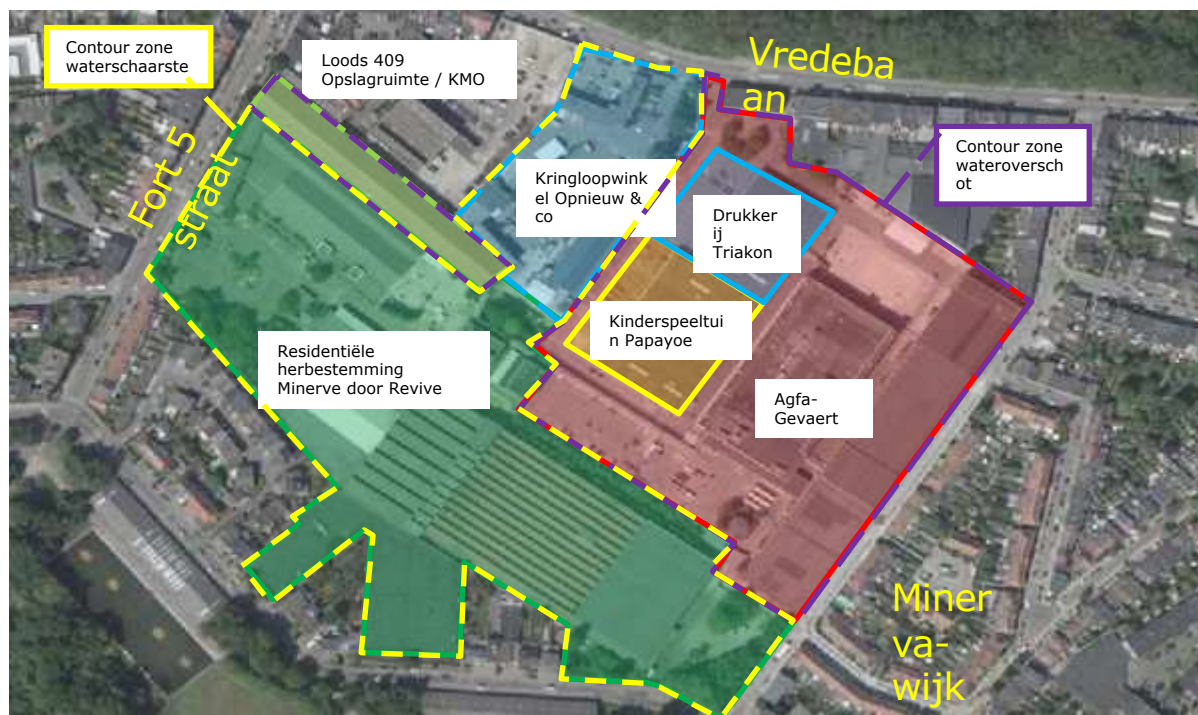 Contour zone
waterschaarste
Loods 409
Opslagruimte / KMO
Vredeba
an
Fort 5
straat
Contour zone
wateroversch
ot
Kringloopwink
el Opnieuw &
co
Drukker
ij
Triakon
Kinderspeeltui
n Papayoe
Residentiële
herbestemming
Minerve door Revive
Agfa-
Gevaert
Miner
va-
wijk